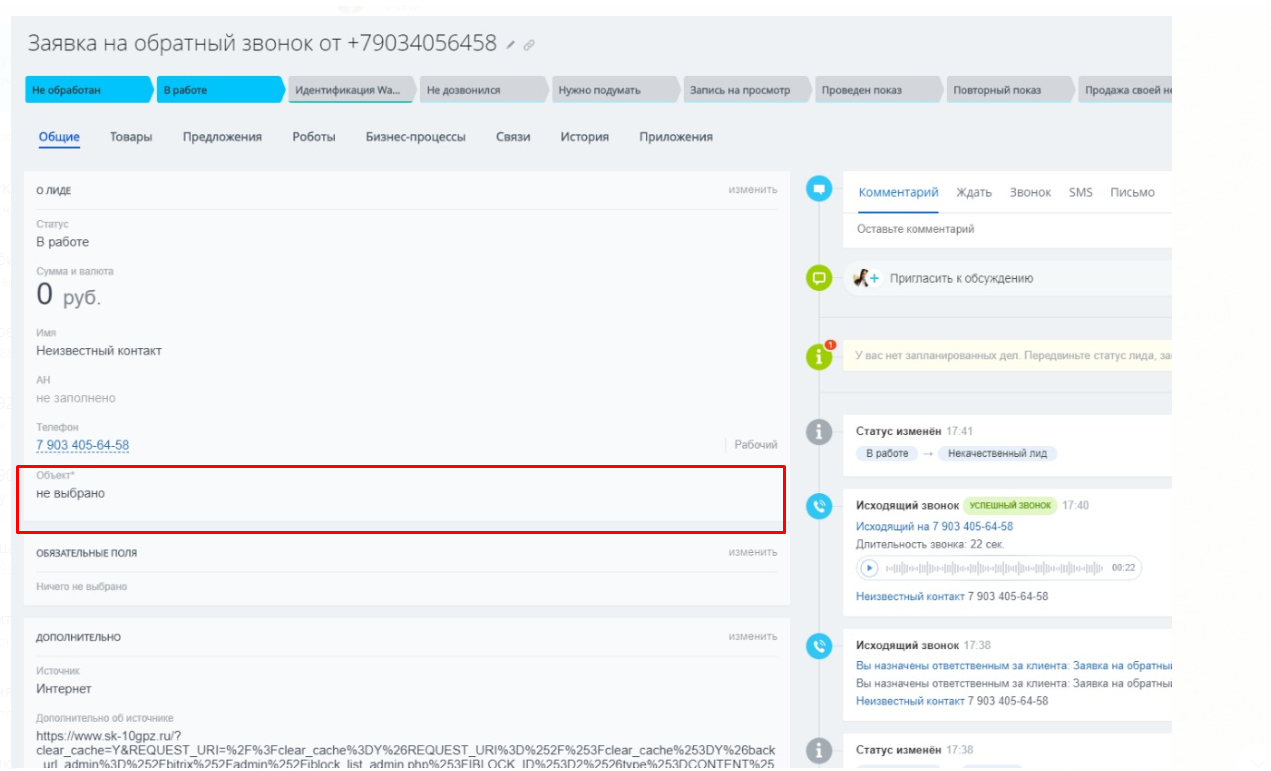 Заявка на обратный звонок от +79034056458
Не обработан
В работе
Идентификация Wa...
Не дозвонился
Нужно подумать
Запись на просмотр
Проведен показ
Повторный показ
Продажа своей не
Общие Товары Предложения Роботы Бизнес-процессы Связи История Приложения
О ЛИДЕ изменить
Статус
В работе
Сумма и валюта
0 руб.
Имя
Неизвестный контакт
АН
не заполнено
Телефон
7 903 405-64-58 Рабочий
Объект*
не выбрано
ОБЯЗАТЕЛЬНЫЕ ПОЛЯ изменить
Ничего не выбрано
ДОПОЛНИТЕЛЬНО изменить
Источник
Интернет
Дополнительно об источнике
https://www.sk-10gpz.ru/?
clear_cache=Y&REQUEST_URI=%2F%3Fclear_cache%3DY%26REQUEST_URI%3D%252F%253Fclear_cache%253DY%26back
_url_admin%3D%252Fbitrix%252Fadmin%252Fiblock_list_admin.php%253FIBLOCK_ID%253D2%2526type%253DCONTENT%25
Комментарий Ждать Звонок SMS Письмо
Оставьте комментарий
Пригласить к обсуждению
1
У вас нет запланированных дел. Передвиньте статус лида, за
Статус изменён 17:41
В работе → Некачественный лид
Исходящий звонок УСПЕШНЫЙ ЗВОНОК 17:40
Исходящий на 7 903 405-64-58
Длительность звонка: 22 сек.
00:22
Неизвестный контакт 7 903 405-64-58
Исходящий звонок 17:38
Вы назначены ответственным за клиента: Заявка на обратны
Вы назначены ответственным за клиента: Заявка на обратны
Неизвестный контакт 7 903 405-64-58
Статус изменён 17:38